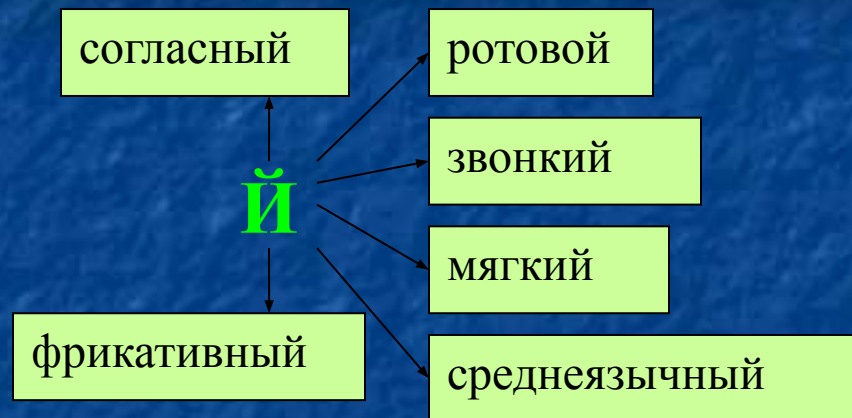 согласный
ротовой
звонкий
Й
мягкий
фрикативный
среднеязычный